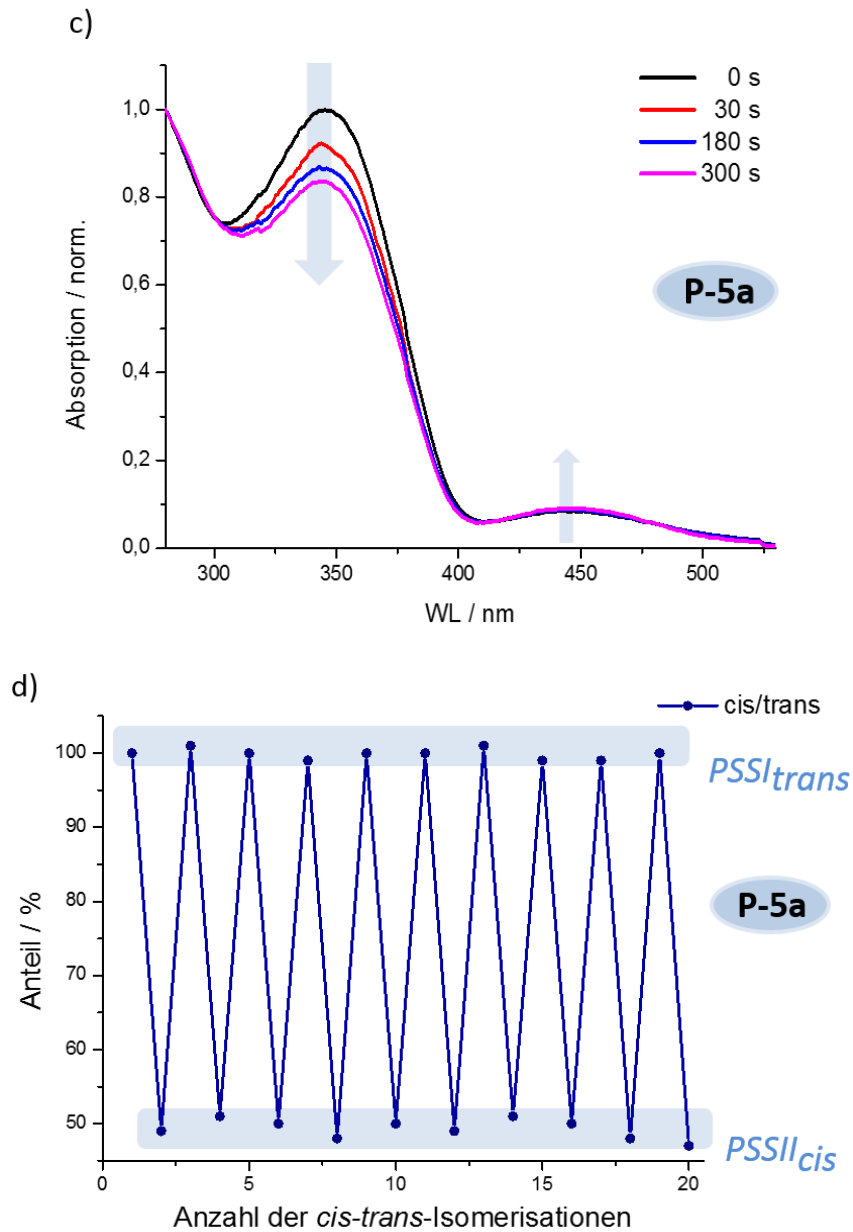 c)
0 s
30 s
180 s
300 s
1,0
0,8
0,6
0,4
0,2
0,0
Absorption / norm.
P-5a
300
350
400
450
500
WL / nm
d)
cis/trans
100
90
80
70
60
50
Anteil / %
PSSItrans
P-5a
PSSIIcis
0
5
10
15
20
Anzahl der cis-trans-Isomerisationen